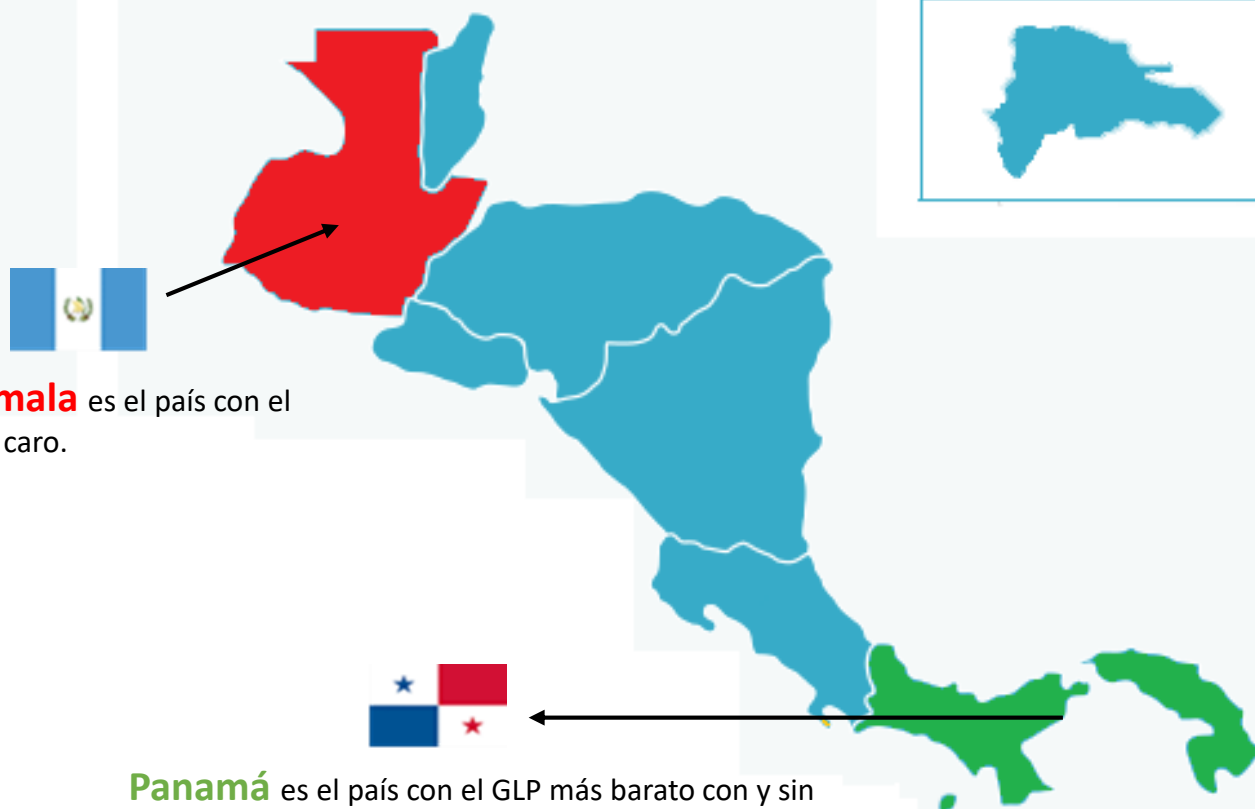 mala es el país con el
caro.
Panamá es el país con el GLP más barato con y sin